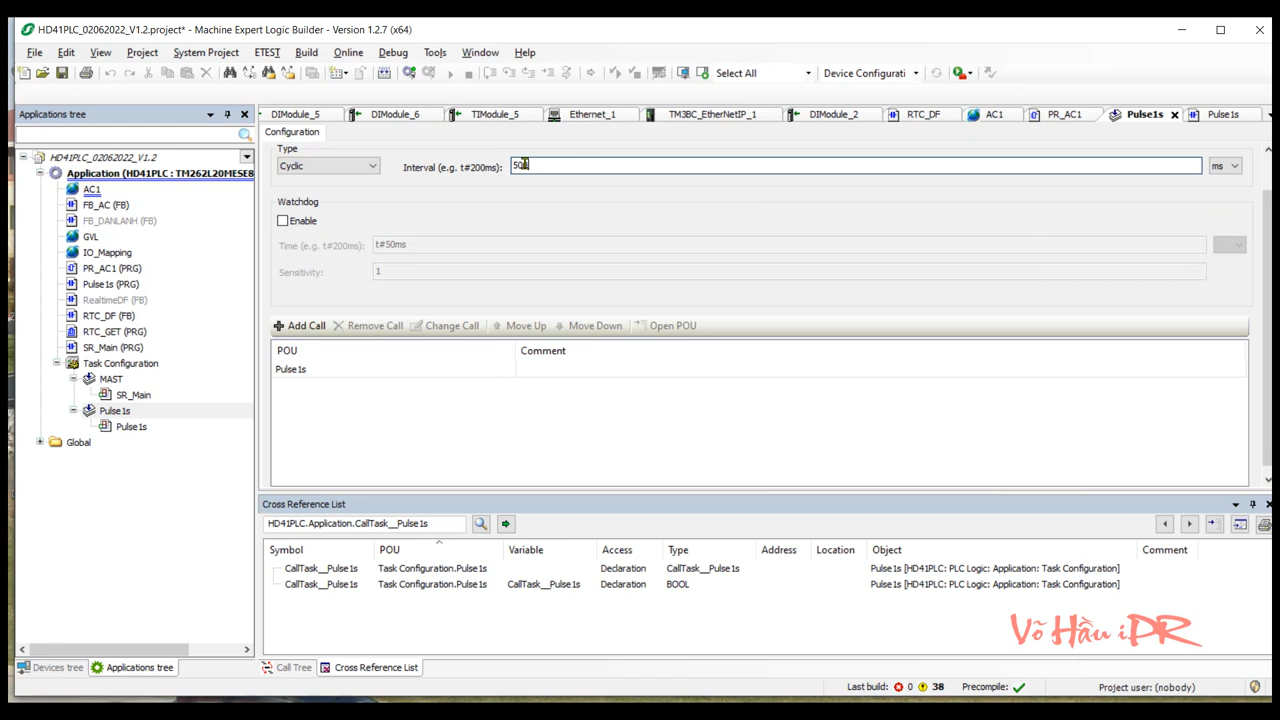 HD41PLC_02062022_V1.2.project* - Machine Expert Logic Builder - Version 1.2.7 (x64)
File Edit View Project System Project ETEST Build Online Debug Tools Window Help
Select All Device Configurati
Applications tree
DIModule_5 DIModule_6 TIModule_5 Ethernet_1 TM3BC_EtherNetIP_1 DIModule_2 RTC_DF AC1 PR_AC1 Pulse1s Pulse1s
Configuration
Type
Cyclic Interval (e.g. t#200ms): ms
Watchdog
Enable
Time (e.g. t#200ms): t#50ms
Sensitivity: 1
Add Call Remove Call Change Call Move Up Move Down Open POU
POU Comment
Pulse1s
HD41PLC_02062022_V1.2
Application (HD41PLC : TM262L20MESE8
AC1
FB_AC (FB)
FB_DANLANH (FB)
GVL
IO_Mapping
PR_AC1 (PRG)
Pulse1s (PRG)
RealtimeDF (FB)
RTC_DF (FB)
RTC_GET (PRG)
SR_Main (PRG)
Task Configuration
MAST
SR_Main
Pulse1s
Pulse1s
Global
Devices tree Applications tree
Cross Reference List
HD41PLC.Application.CallTask__Pulse1s
Symbol POU Variable Access Type Address Location Object Comment
CallTask__Pulse1s Task Configuration.Pulse1s Declaration CallTask__Pulse1s Pulse1s [HD41PLC: PLC Logic: Application: Task Configuration]
CallTask__Pulse1s Task Configuration.Pulse1s CallTask__Pulse1s Declaration BOOL Pulse1s [HD41PLC: PLC Logic: Application: Task Configuration]
Võ Hầu iDR
Call Tree Cross Reference List
Last build: 0 38 Precompile: Project user: (nobody)